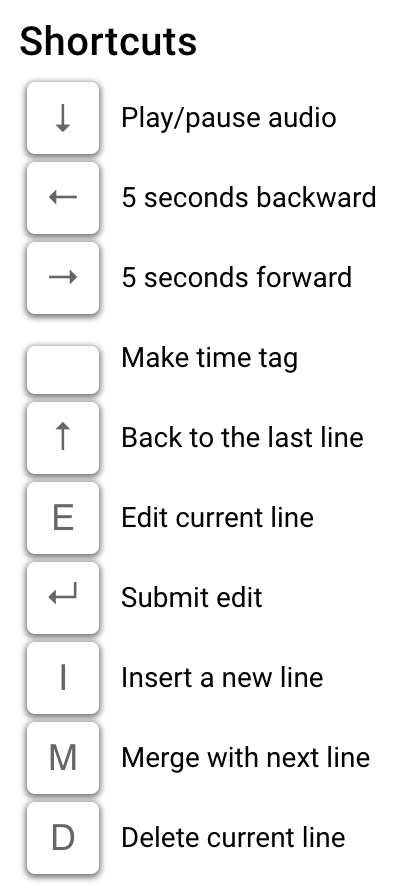 Shortcuts
↓ Play/pause audio
← 5 seconds backward
→ 5 seconds forward
Make time tag
↑ Back to the last line
E Edit current line
↵ Submit edit
I Insert a new line
M Merge with next line
D Delete current line